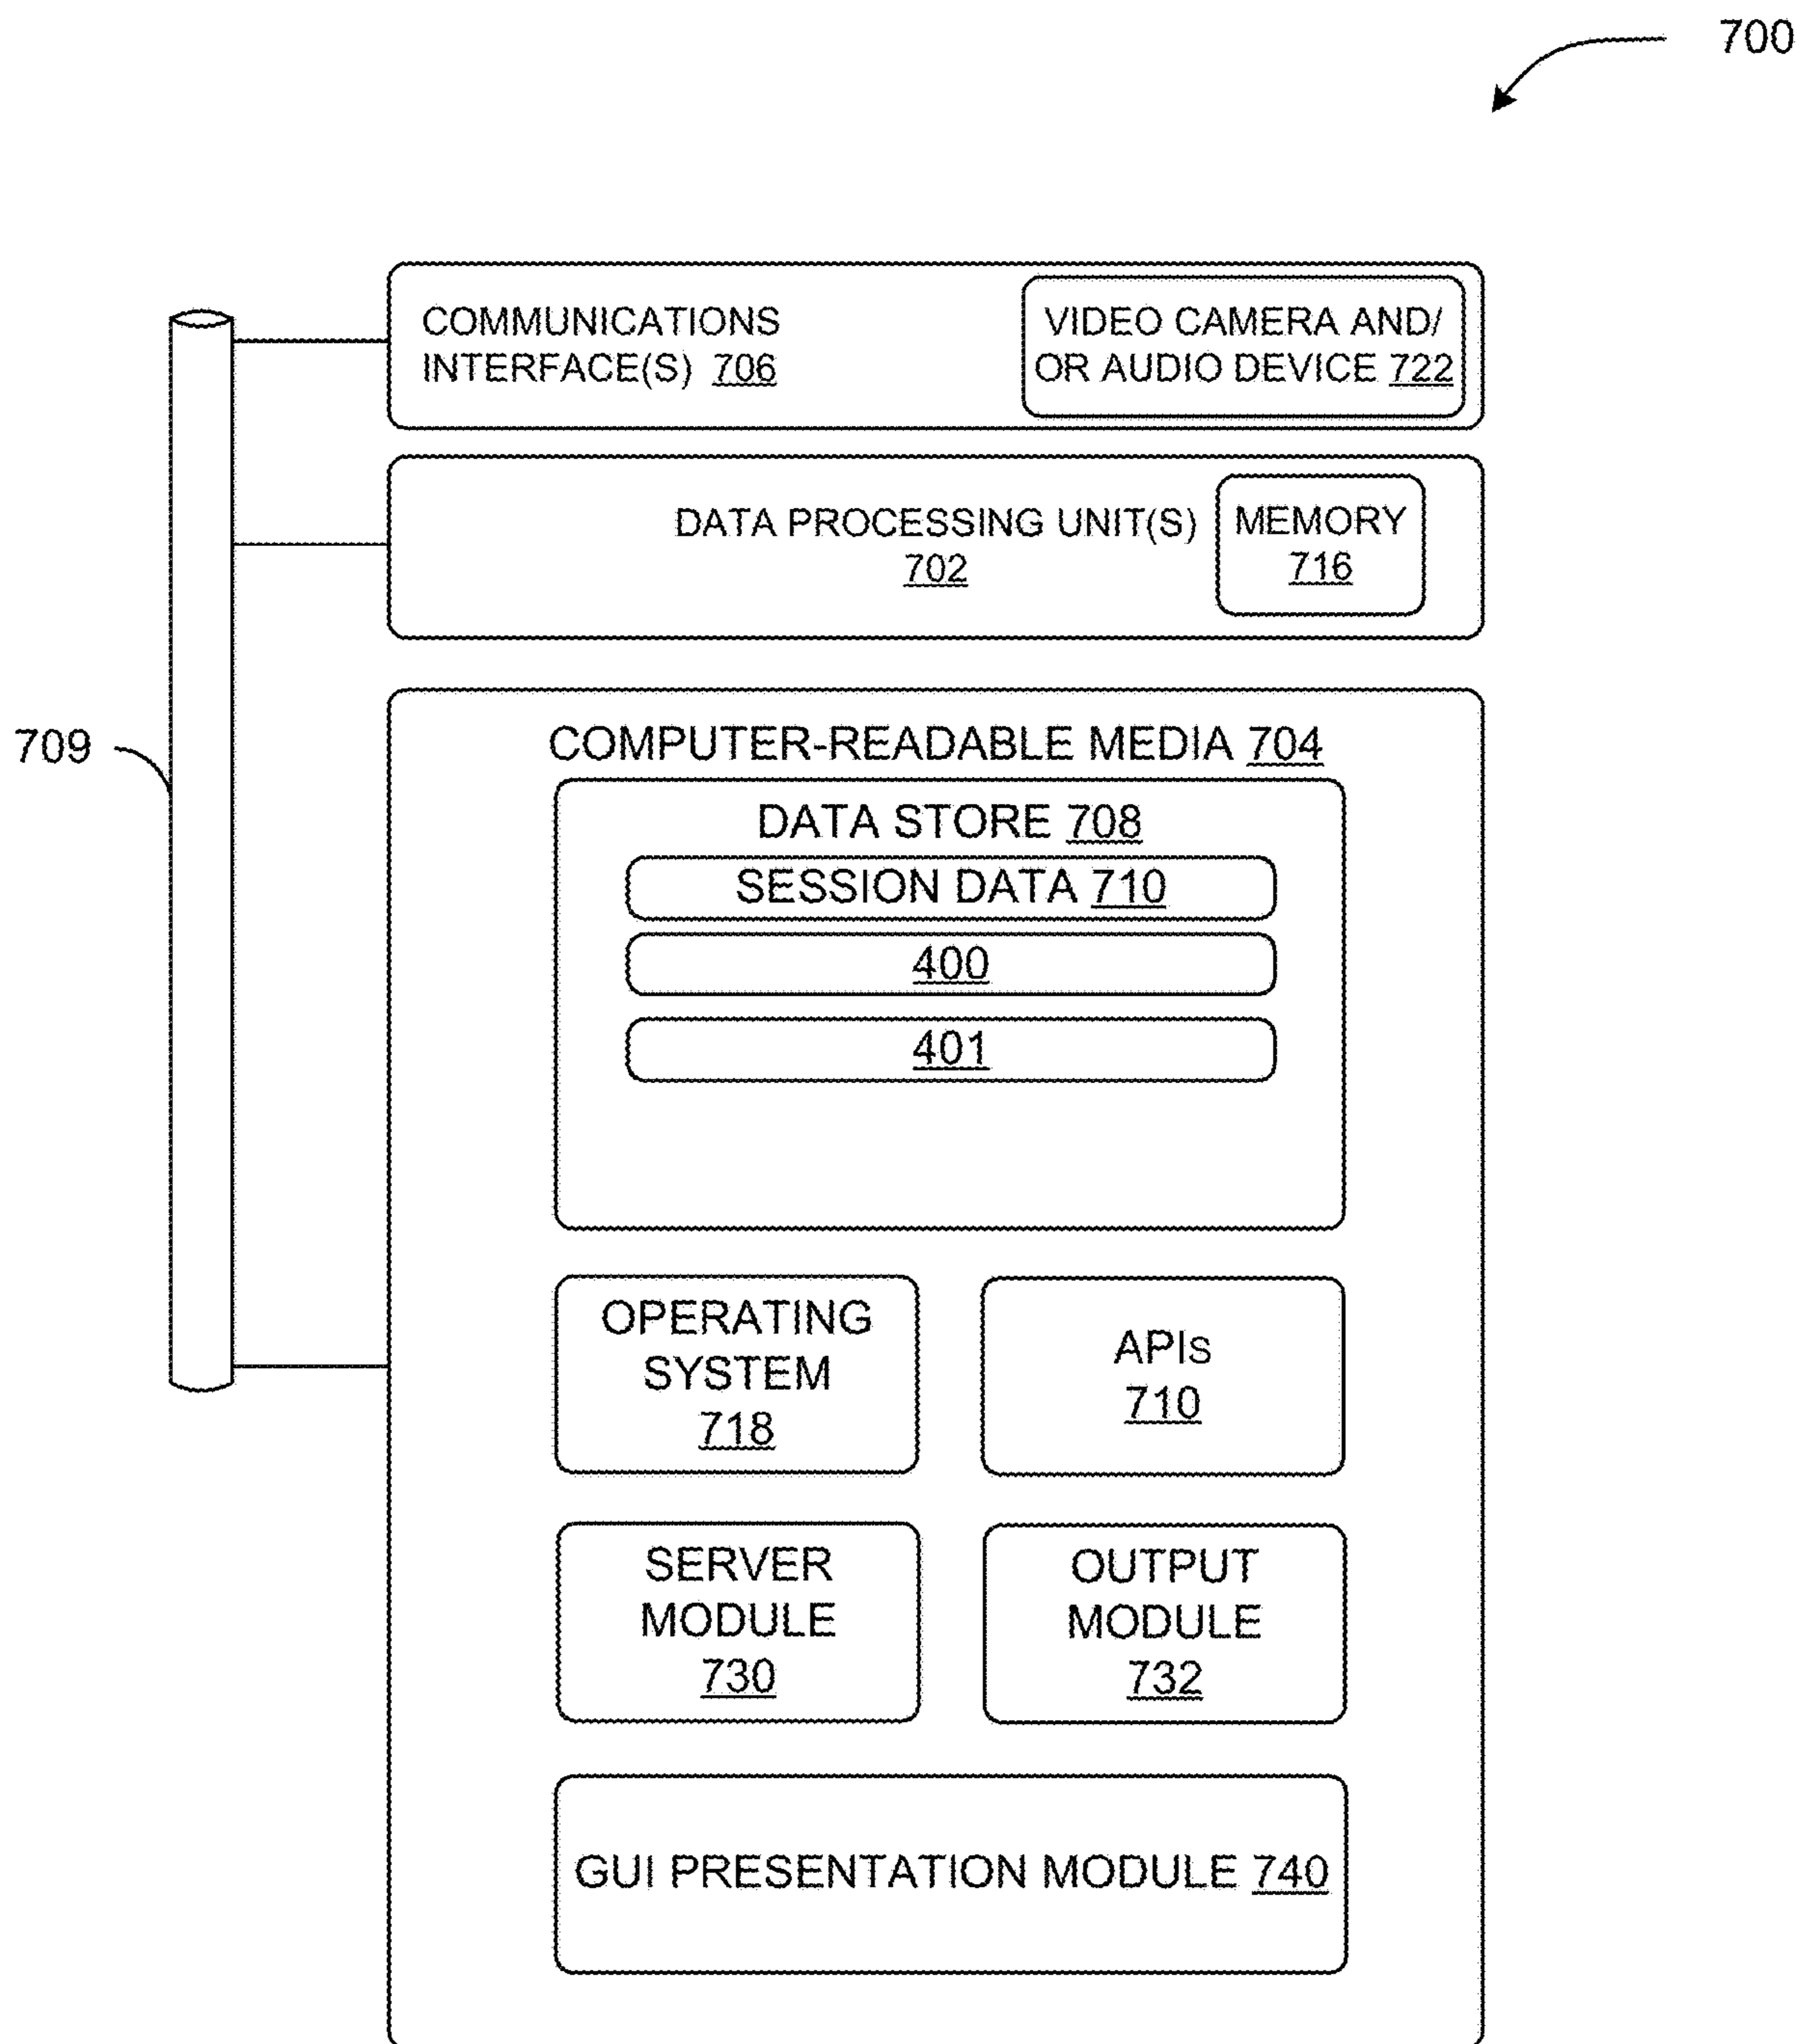 700
COMMUNICATIONS
INTERFACE(S) 706
VIDEO CAMERA AND/
OR AUDIO DEVICE 722
DATA PROCESSING UNIT(S)
702
MEMORY
716
709
COMPUTER-READABLE MEDIA 704
DATA STORE 708
SESSION DATA 710
400
401
OPERATING
SYSTEM
718
APIs
710
SERVER
MODULE
730
OUTPUT
MODULE
732
GUI PRESENTATION MODULE 740